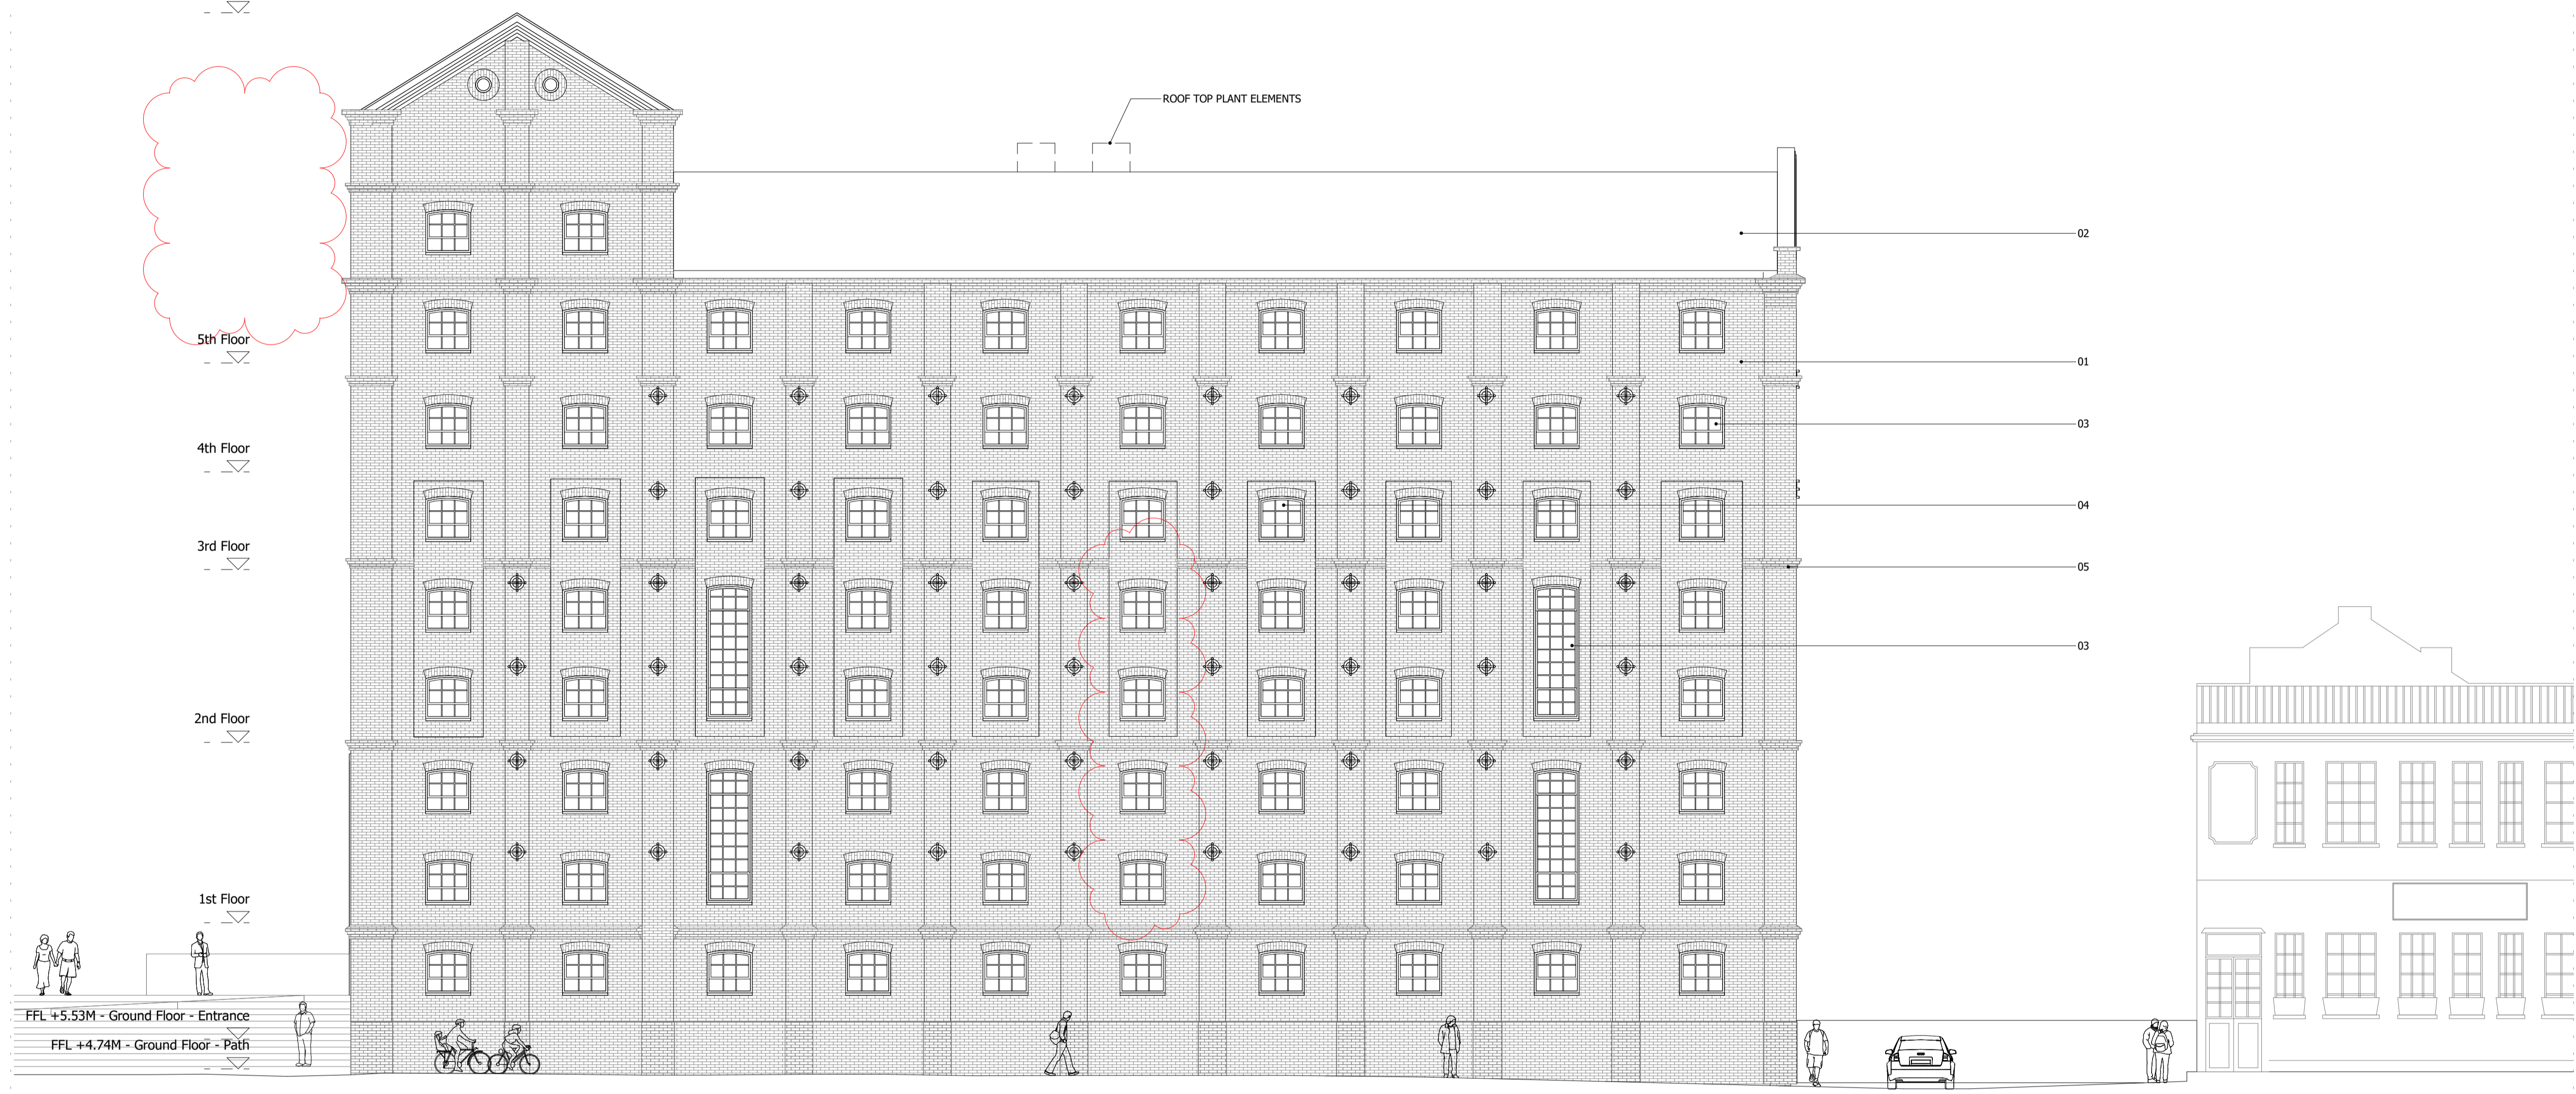 ROOF TOP PLANT ELEMENTS
02
5th Floor
01
03
4th Floor
04
3rd Floor
05
03
2nd Floor
1st Floor
FFL +5.53M - Ground Floor - Entrance
FFL +4.74M - Ground Floor - Path